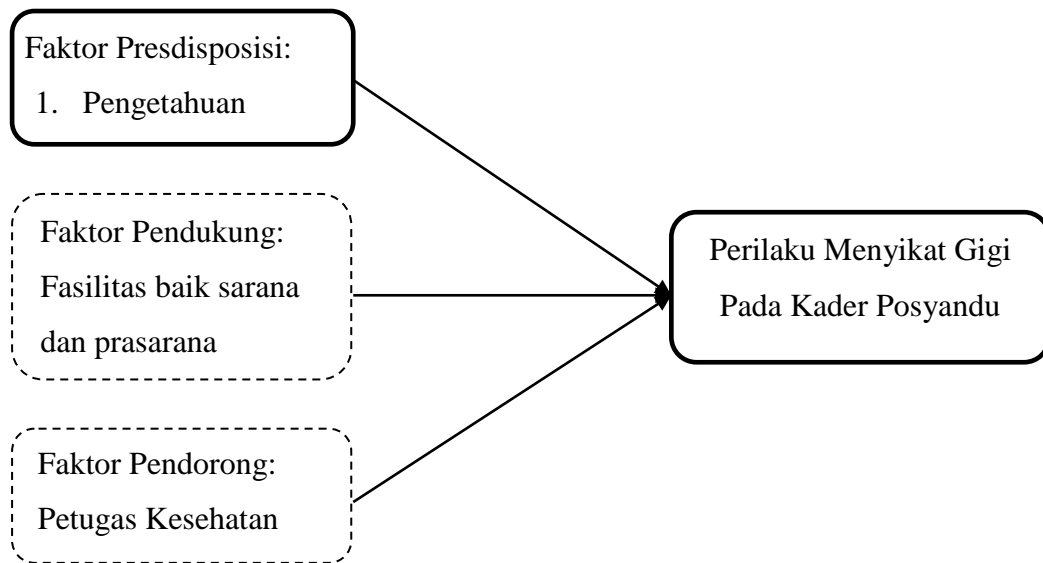 Faktor Presdisposisi:
1. Pengetahuan
Faktor Pendukung:
Fasilitas baik sarana
dan prasarana
Faktor Pendorong:
Petugas Kesehatan
Perilaku Menyikat Gigi
Pada Kader Posyandu